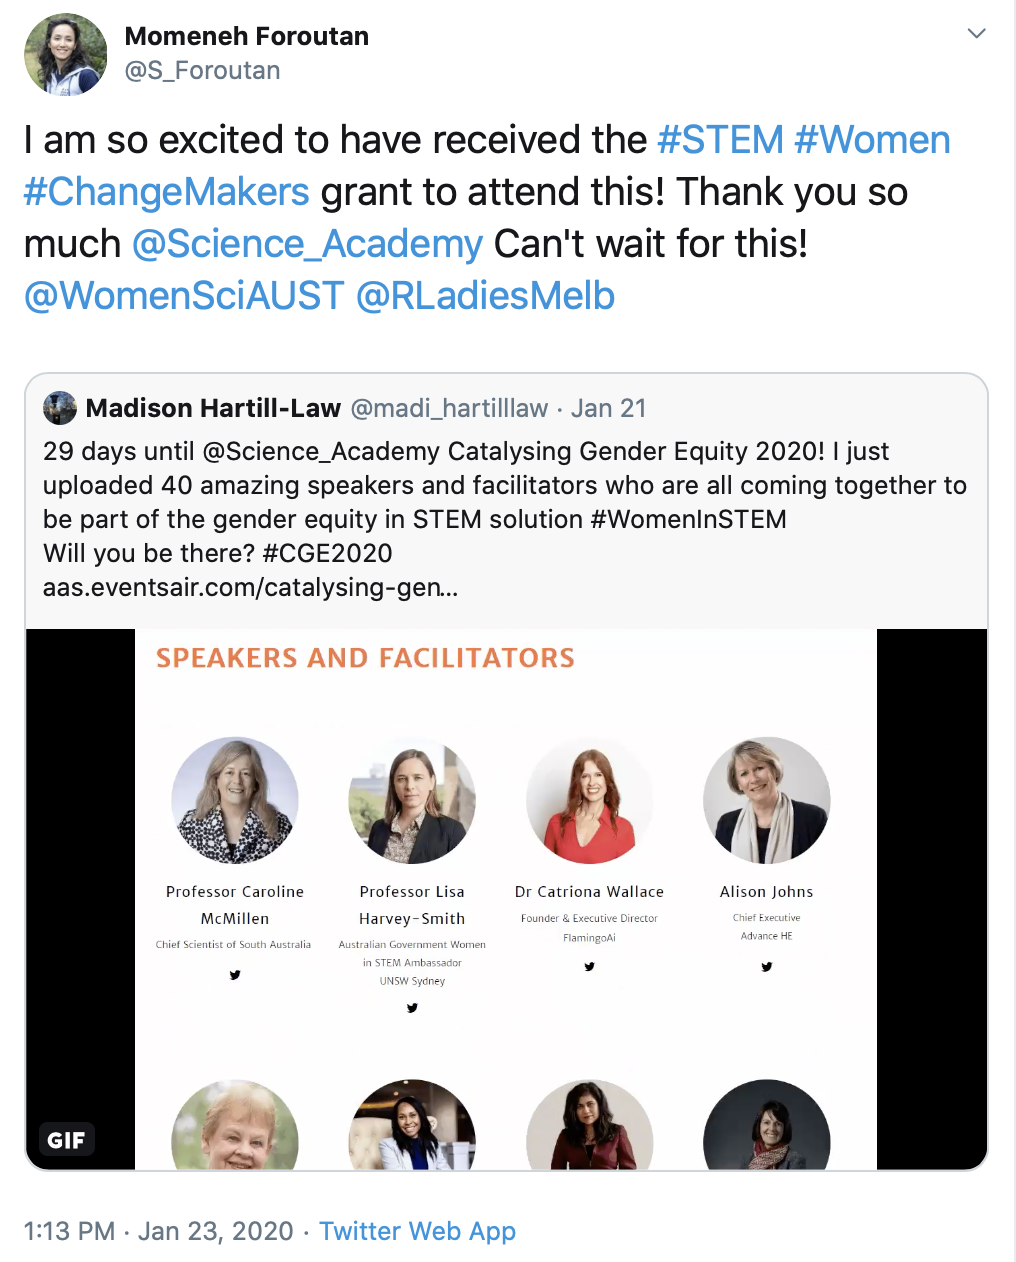 Momeneh Foroutan
@S_Foroutan
I am so excited to have received the #STEM #Women
#ChangeMakers grant to attend this! Thank you so
much @Science_Academy Can't wait for this!
@WomenSciAUST @RLadiesMelb
Madison Hartill-Law @madi_hartilllaw · Jan 21
29 days until @Science_Academy Catalysing Gender Equity 2020! I just
uploaded 40 amazing speakers and facilitators who are all coming together to
be part of the gender equity in STEM solution #WomenInSTEM
Will you be there? #CGE2020
aas.eventsair.com/catalysing-gen...
SPEAKERS AND FACILITATORS
Professor Caroline
McMillen
Chief Scientist of South Australia
Professor Lisa
Harvey-Smith
Australian Government Women
in STEM Ambassador
UNSW Sydney
Dr Catriona Wallace
Founder & Executive Director
FlamingoAi
Alison Johns
Chief Executive
Advance HE
GIF
1:13 PM · Jan 23, 2020 · Twitter Web App